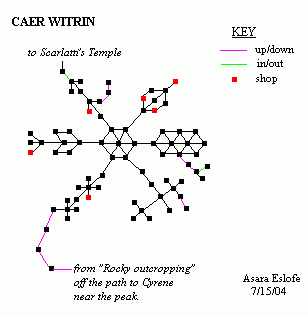 CAER WITRIN
KEY
to Scarlatti's Temple
up/down
in/out
shop
from "Rocky outcropping"
off the path to Cyrene
near the peak.
Asara Eslofe
7/15/04